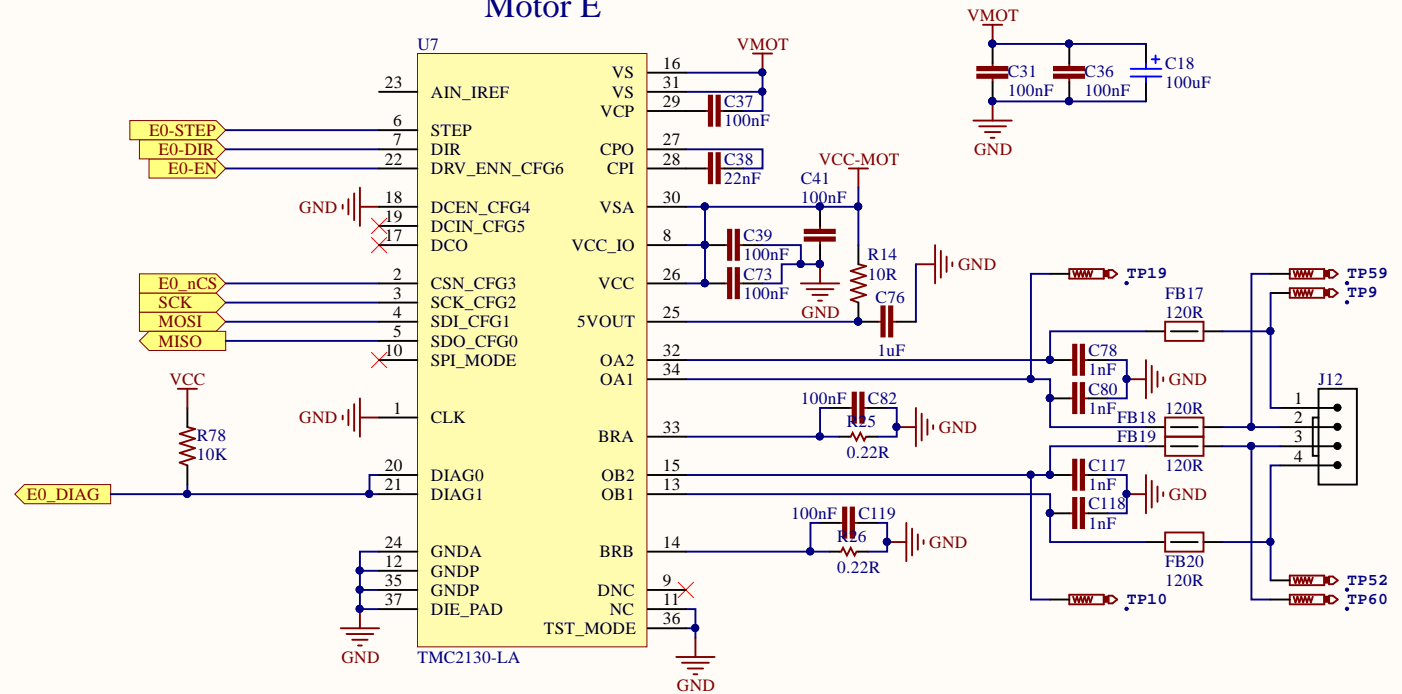 Motor E
U7
VMOT
VMOT
C31
100nF
C36
100nF
+
C18
100uF
GND
23 AIN_IREF
E0-STEP 6 STEP
E0-DIR 7 DIR
E0-EN 22 DRV_ENN_CFG6
GND 18 DCEN_CFG4
19 DCIN_CFG5
17 DCO
E0_nCS 2 CSN_CFG3
SCK 3 SCK_CFG2
MOSI 4 SDI_CFG1
MISO 5 SDO_CFG0
10 SPI_MODE
VCC
GND 1 CLK
R78
10K
20 DIAG0
E0_DIAG 21 DIAG1
24 GNDA
12 GNDP
35 GNDP
37 DIE_PAD
GND
TMC2130-LA
VS 16
VS 31
VCP 29
C37
100nF
CPO 27
CPI 28
C38
22nF
VCC-MOT
C41
100nF
VSA 30
VCC_IO 8
C39
100nF
VCC 26
C73
100nF
GND
R14
10R
GND
C76
1uF
5VOUT 25
OA2 32
OA1 34
BRA 33
100nF C82
R25
0.22R
GND
OB2 15
OB1 13
100nF C119
R26
0.22R
GND
BRB 14
DNC 9
NC 11
TST_MODE 36
GND
TP19
TP59
TP9
FB17
120R
C78
1nF
GND
C80
1nF
120R
FB18
FB19
120R
C117
1nF
GND
C118
1nF
FB20
120R
J12
1
2
3
4
TP52
TP10
TP60